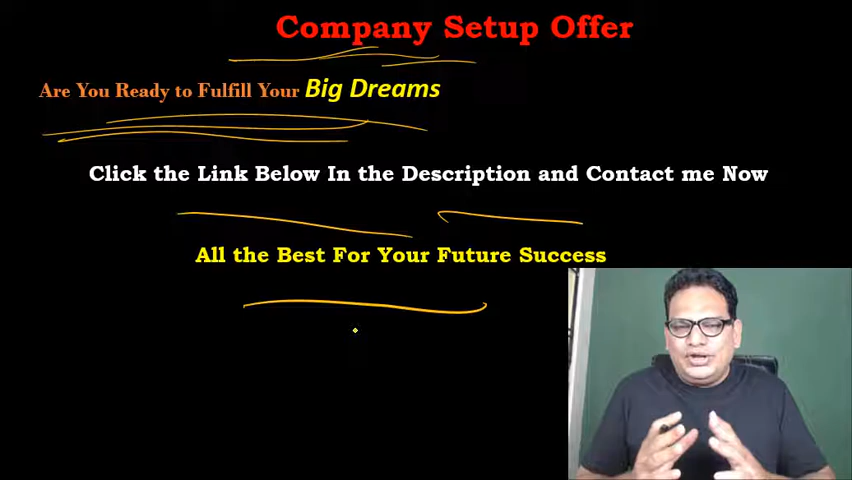 Company Setup Offer
Are You Ready to Fulfill Your Big Dreams
Click the Link Below In the Description and Contact me Now
All the Best For Your Future Success